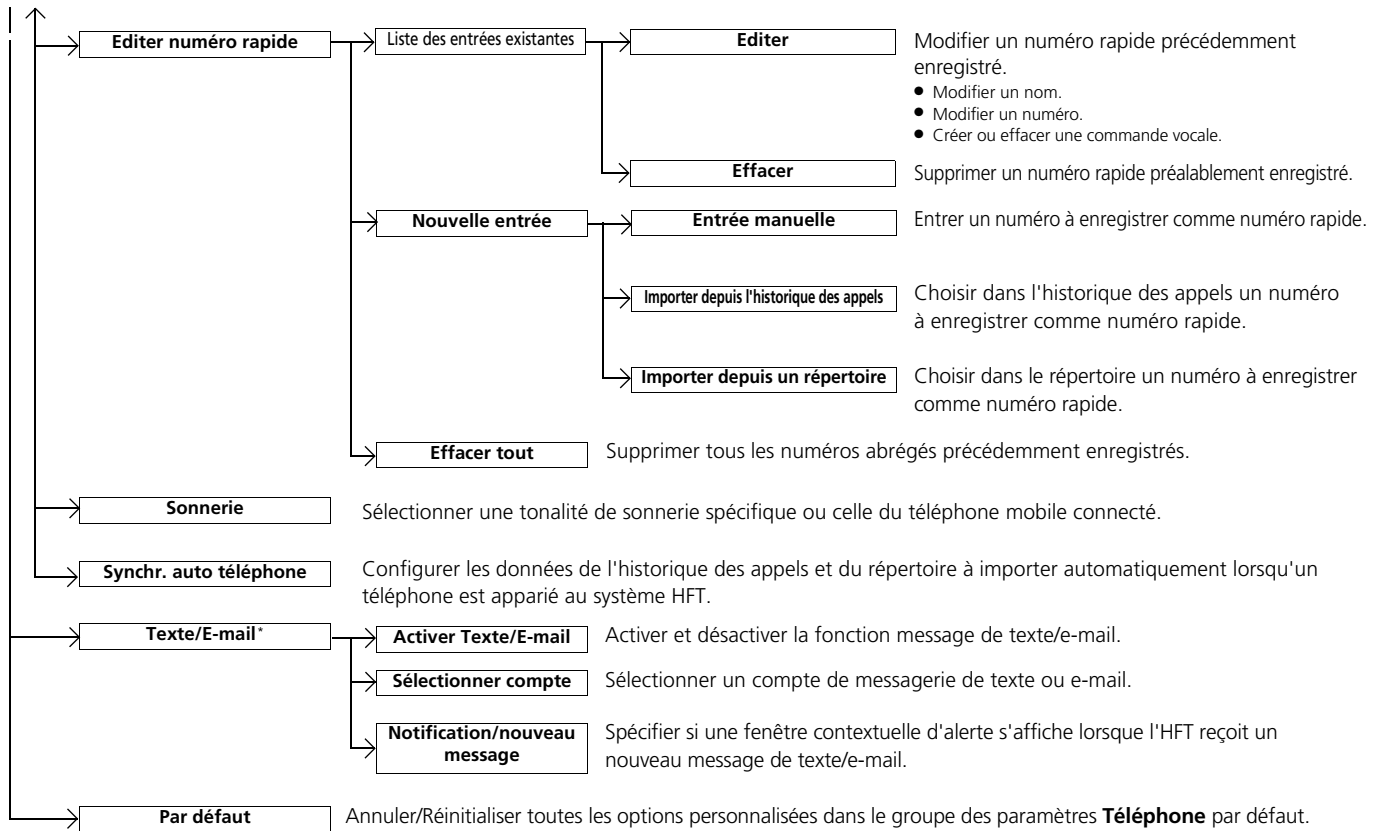 Editer numéro rapide
Liste des entrées existantes
Editer
Modifier un numéro rapide précédemment
enregistré.
● Modifier un nom.
● Modifier un numéro.
● Créer ou effacer une commande vocale.
Effacer
Supprimer un numéro rapide préalablement enregistré.
Nouvelle entrée
Entrée manuelle
Entrer un numéro à enregistrer comme numéro rapide.
Importer depuis l'historique des appels
Choisir dans l'historique des appels un numéro
à enregistrer comme numéro rapide.
Importer depuis un répertoire
Choisir dans le répertoire un numéro à enregistrer
comme numéro rapide.
Effacer tout
Supprimer tous les numéros abrégés précédemment enregistrés.
Sonnerie
Sélectionner une tonalité de sonnerie spécifique ou celle du téléphone mobile connecté.
Synchr. auto téléphone
Configurer les données de l'historique des appels et du répertoire à importer automatiquement lorsqu'un
téléphone est apparié au système HFT.
Texte/E-mail*
Activer Texte/E-mail
Activer et désactiver la fonction message de texte/e-mail.
Sélectionner compte
Sélectionner un compte de messagerie de texte ou e-mail.
Notification/nouveau
message
Spécifier si une fenêtre contextuelle d'alerte s'affiche lorsque l'HFT reçoit un
nouveau message de texte/e-mail.
Par défaut
Annuler/Réinitialiser toutes les options personnalisées dans le groupe des paramètres Téléphone par défaut.